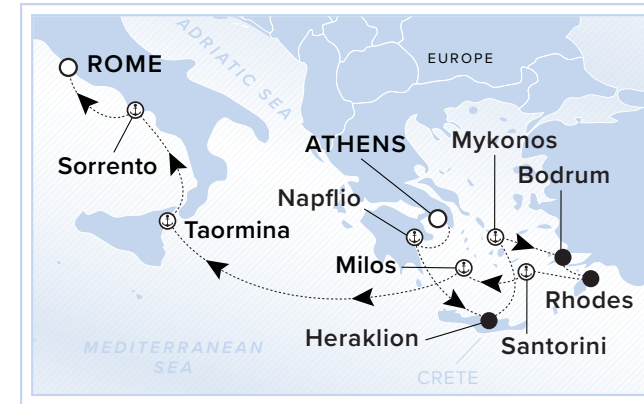 ADRIATIC SEA
ROME
EUROPE
ATHENS
Mykonos
Sorrento
Bodrum
Napflio
Taormina
Milos
Rhodes
Heraklion
Santorini
MEDITERRANEAN
SEA
CRETE